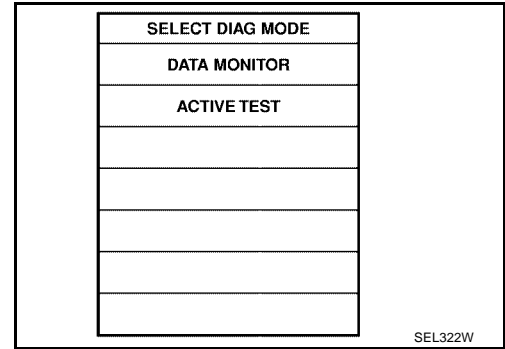 SELECT DIAG MODE
DATA MONITOR
ACTIVE TEST
SEL322W